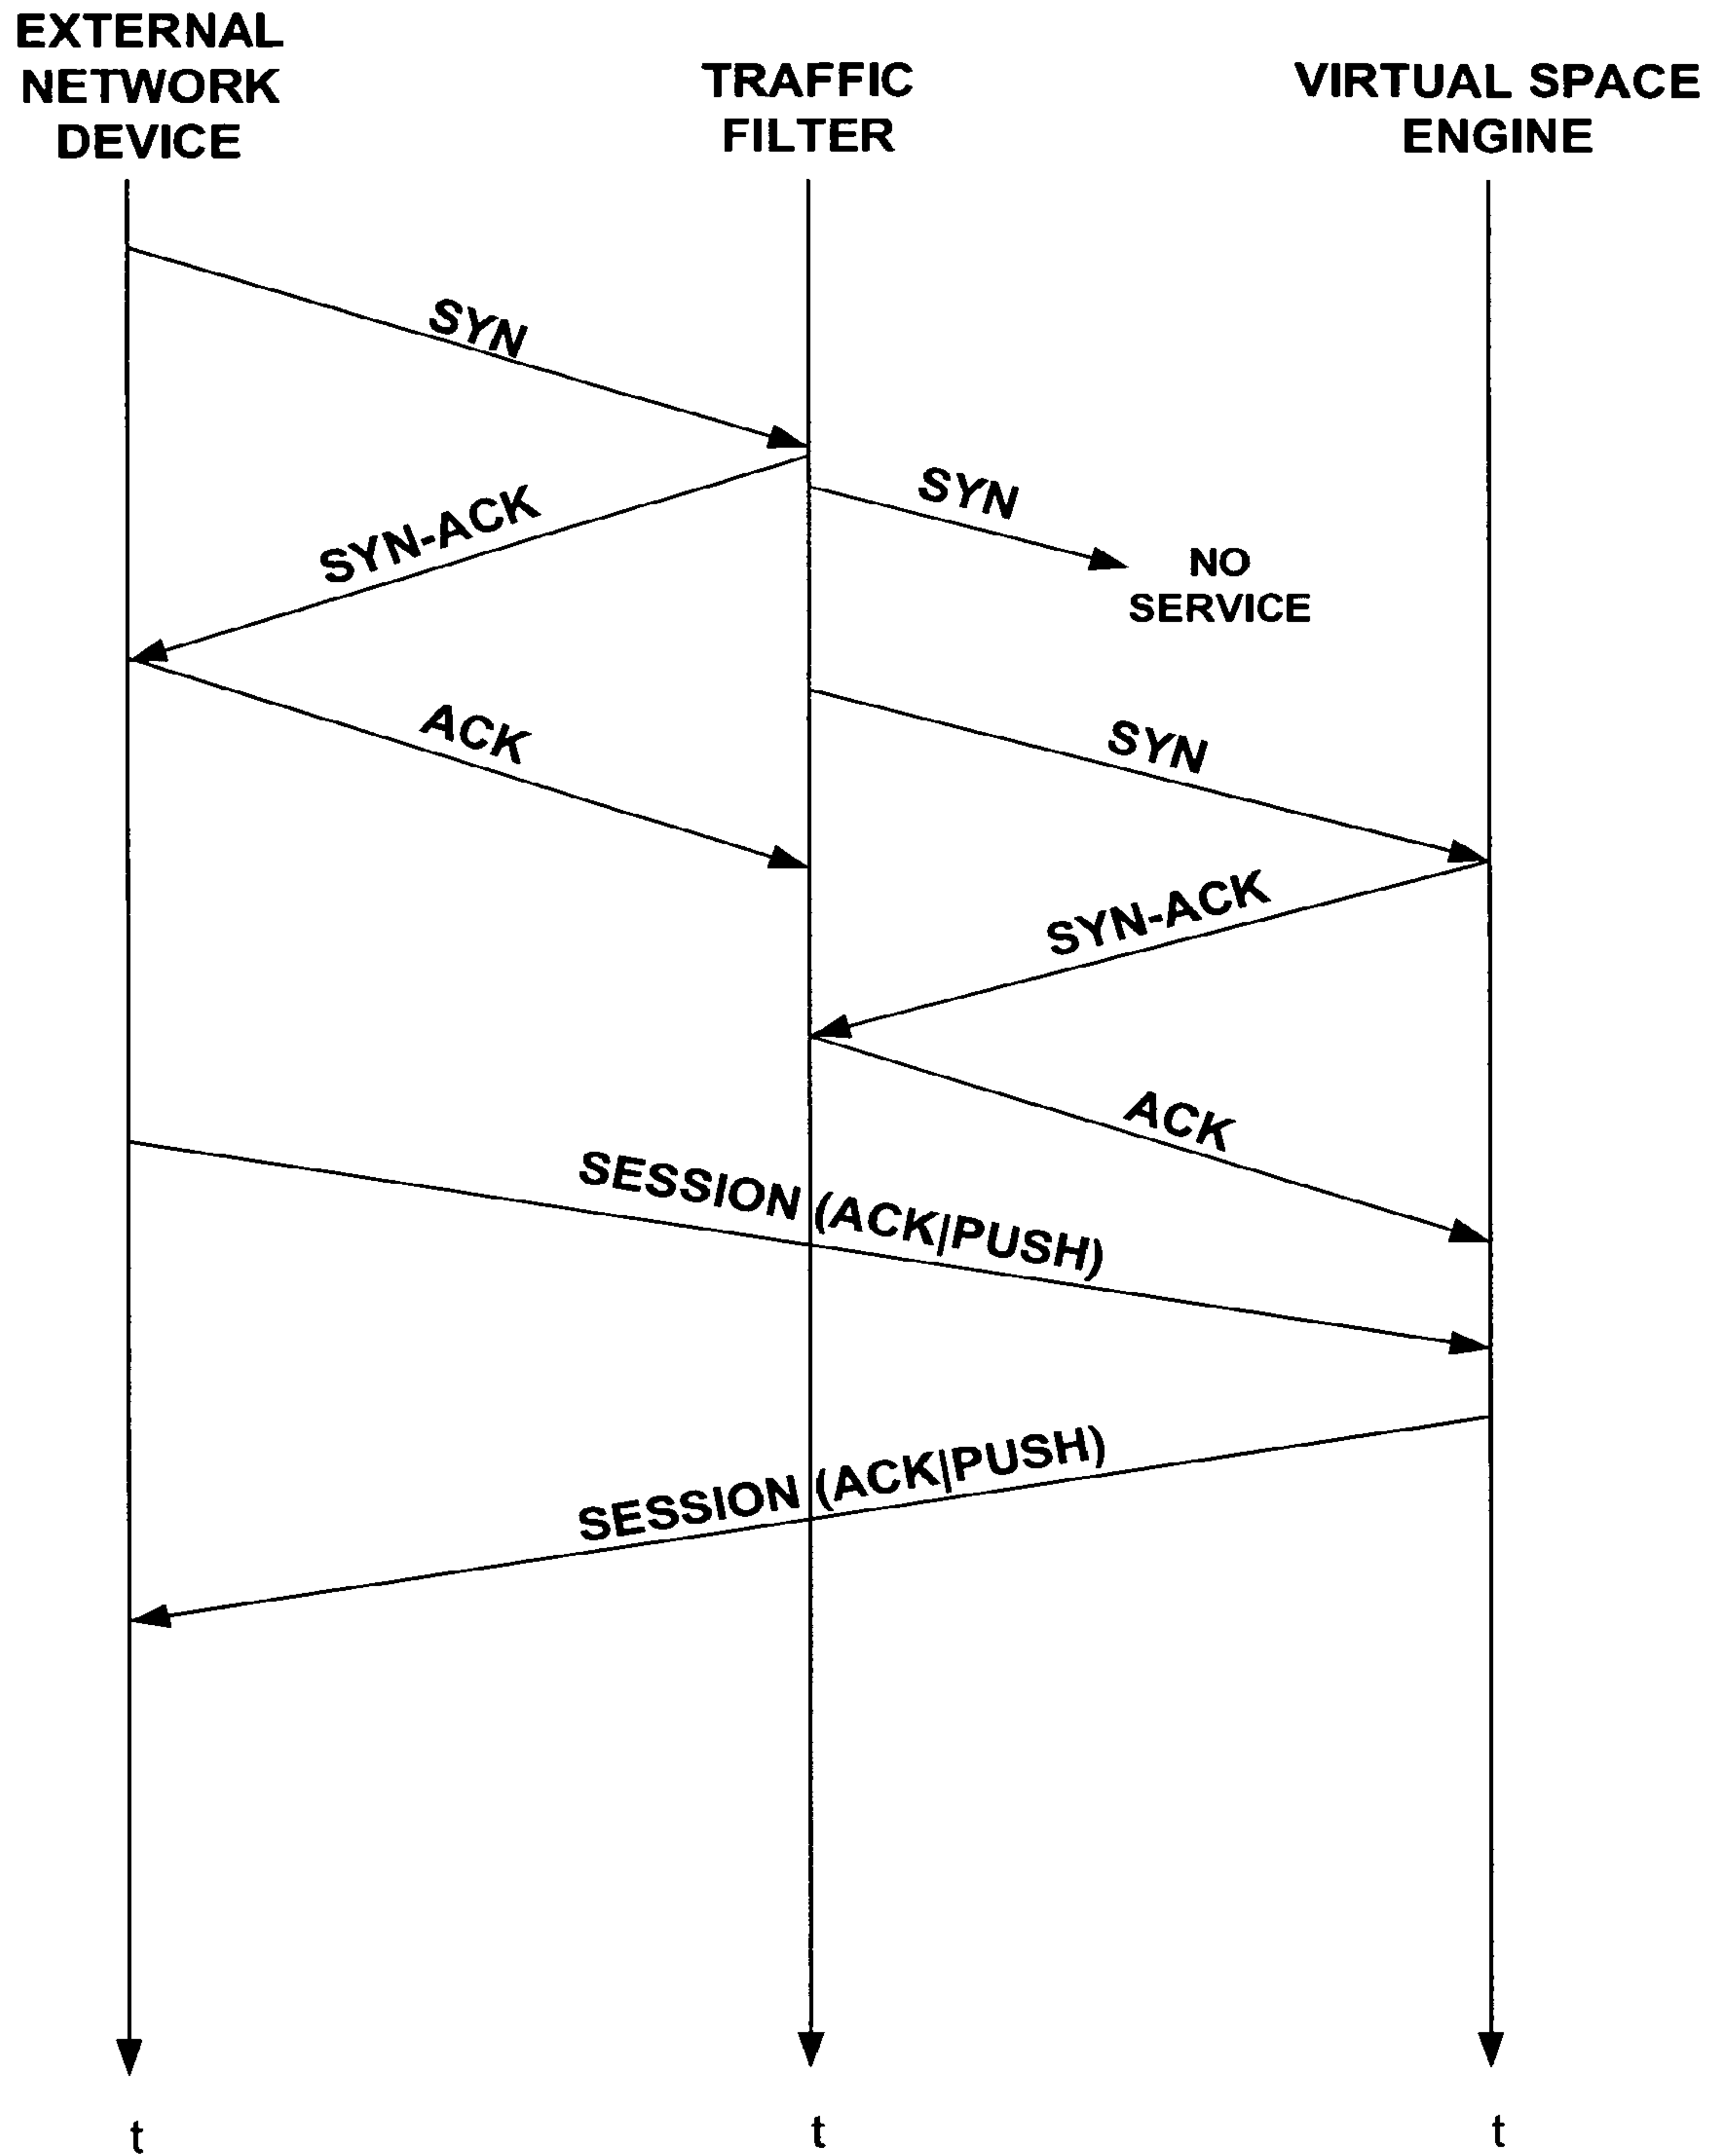 EXTERNAL
NETWORK
DEVICE
TRAFFIC
FILTER
VIRTUAL SPACE
ENGINE
SYN
SYN-ACK
SYN
NO
SERVICE
ACK
SYN
SYN-ACK
ACK
SESSION (ACK|PUSH)
SESSION (ACK|PUSH)
t
t
t